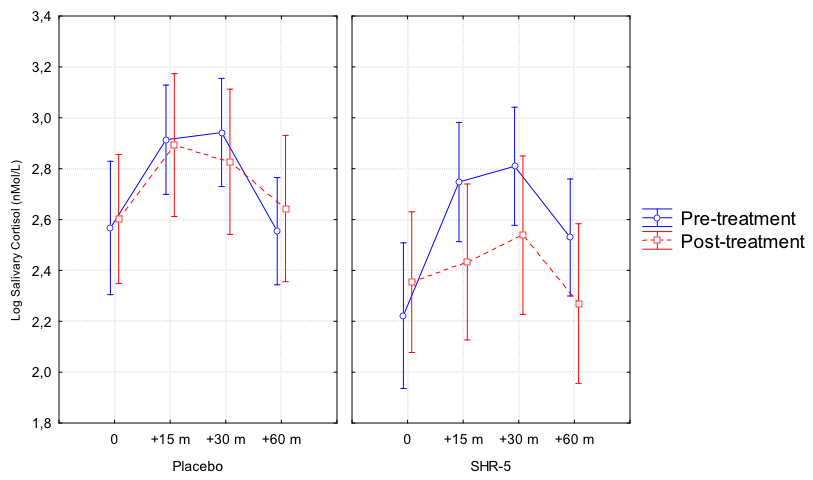 3,4
3,2
3,0
2,8
2,6
2,4
2,2
2,0
1,8
Log Salivary Cortisol (nMol/L)
0 +15 m +30 m +60 m
Placebo
0 +15 m +30 m +60 m
SHR-5
Pre-treatment
Post-treatment